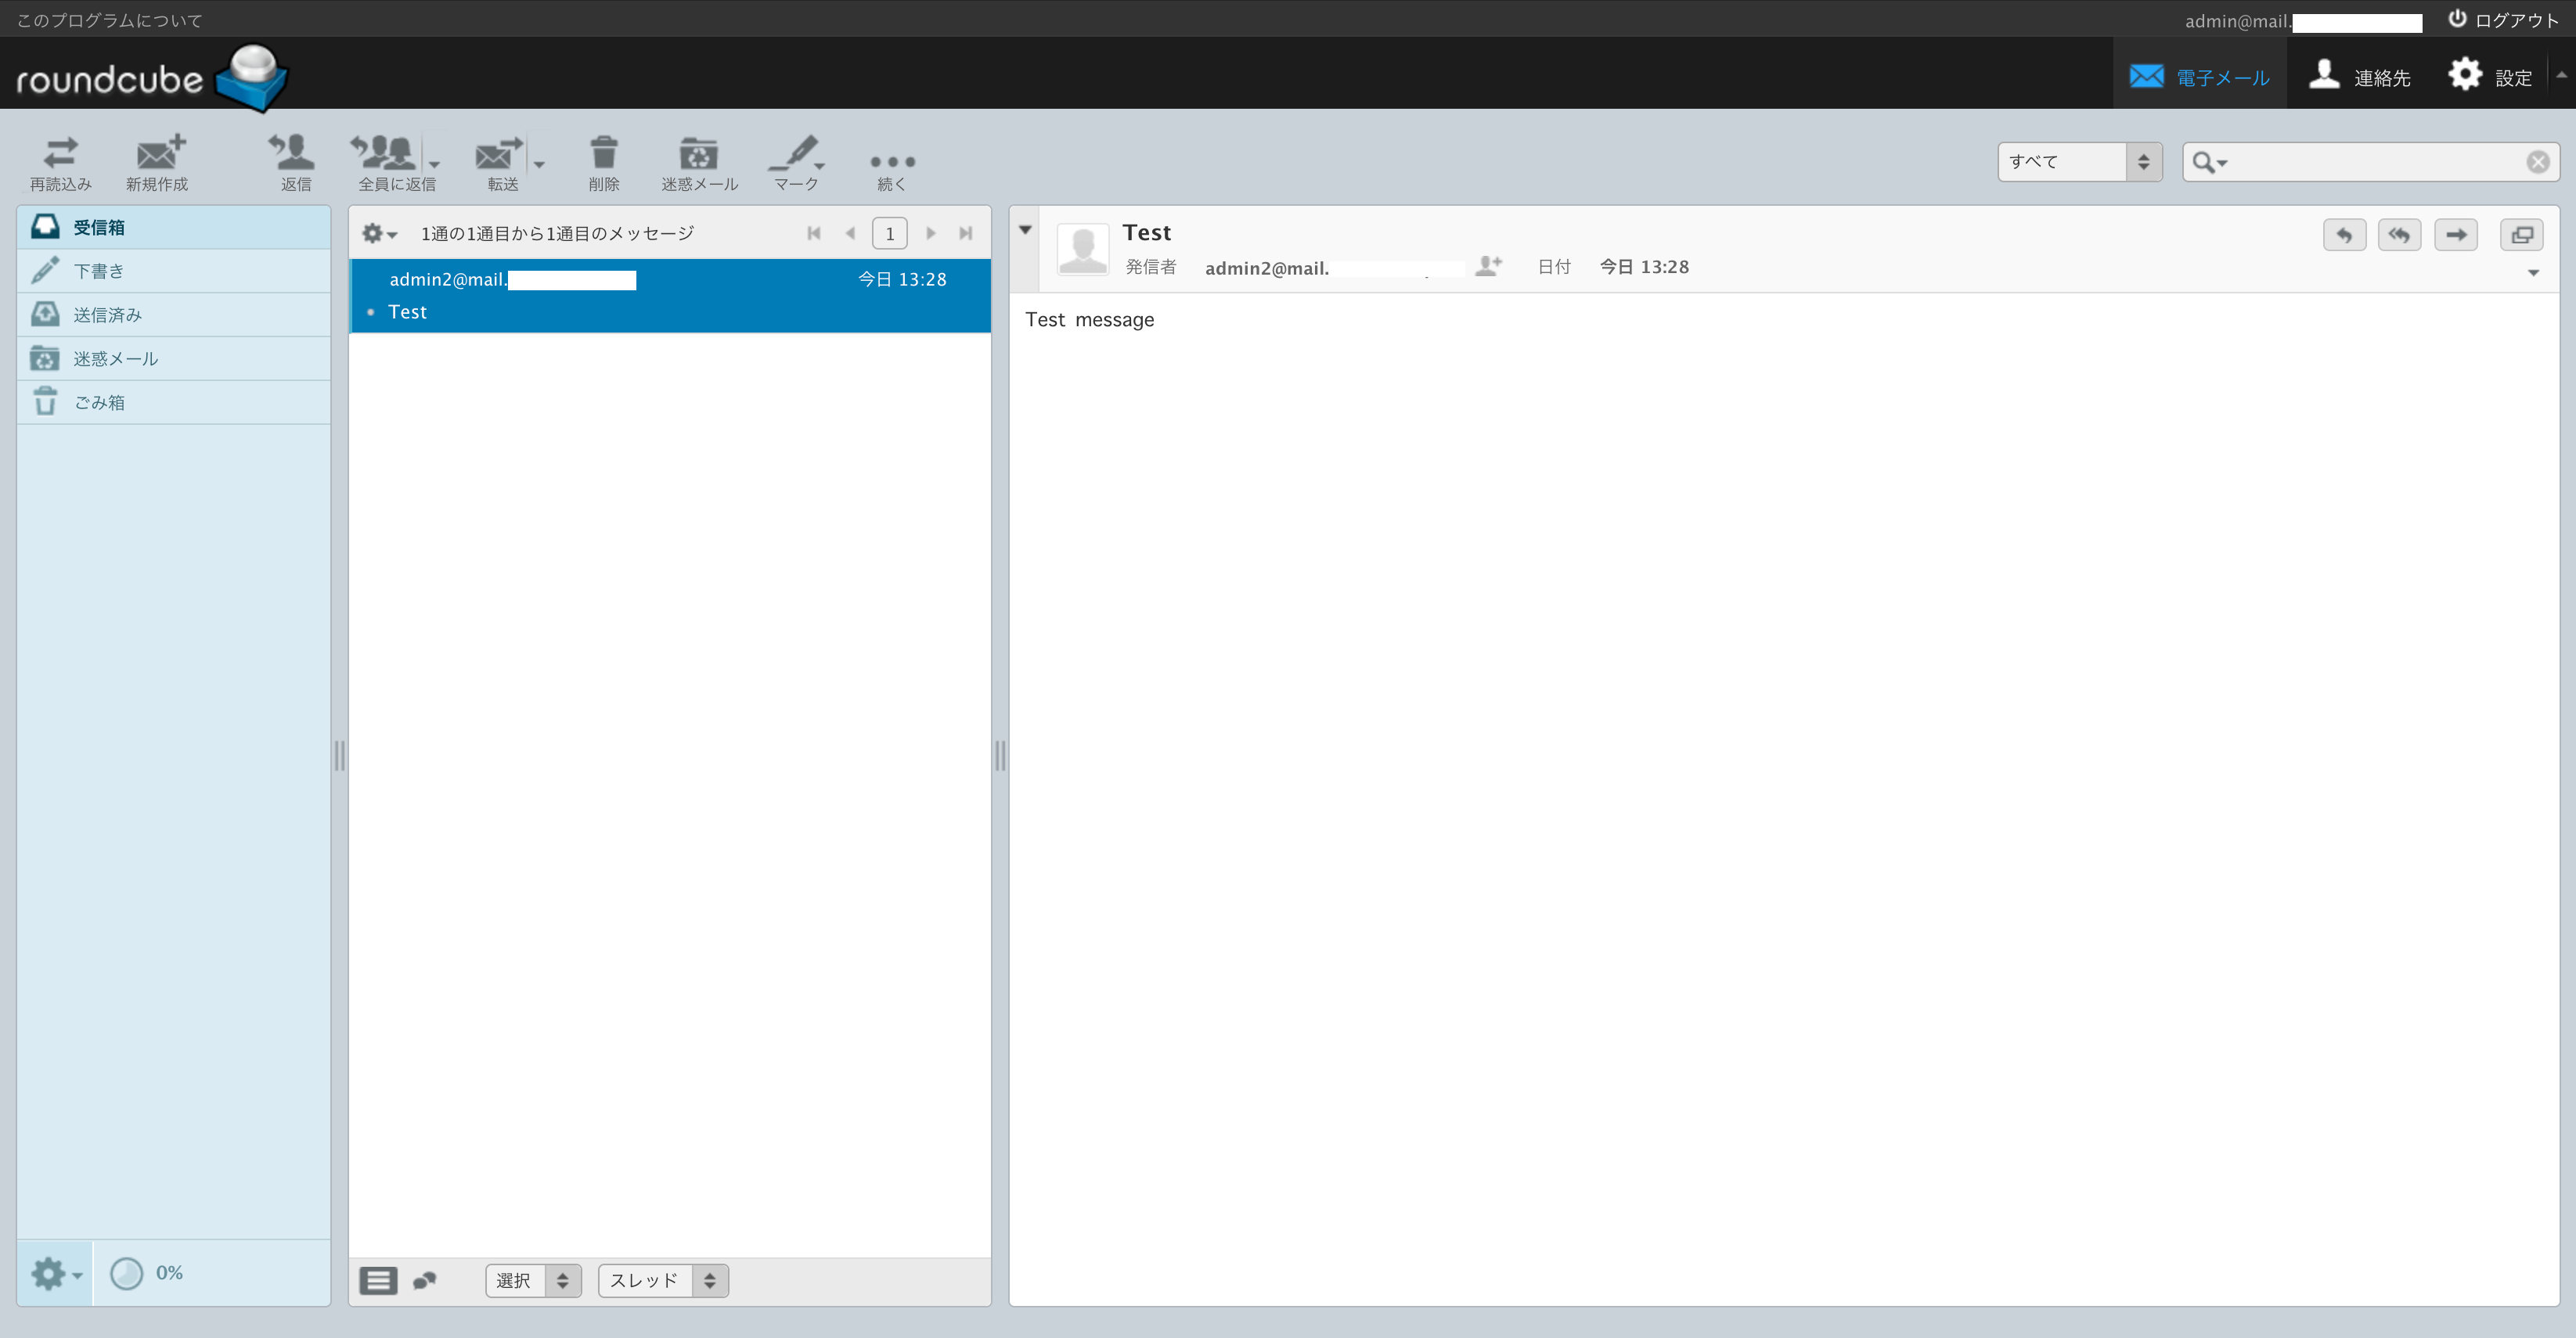 このプログラムについて
admin@mail.
ログアウト
roundcube
電子メール
連絡先
設定
再読込み
新規作成
返信
全員に返信
転送
削除
迷惑メール
マーク
続く
すべて
受信箱
下書き
送信済み
迷惑メール
ごみ箱
0%
1通の1通目から1通目のメッセージ
1
admin2@mail.
今日 13:28
Test
選択
スレッド
Test
発信者 admin2@mail. 日付 今日 13:28
Test message